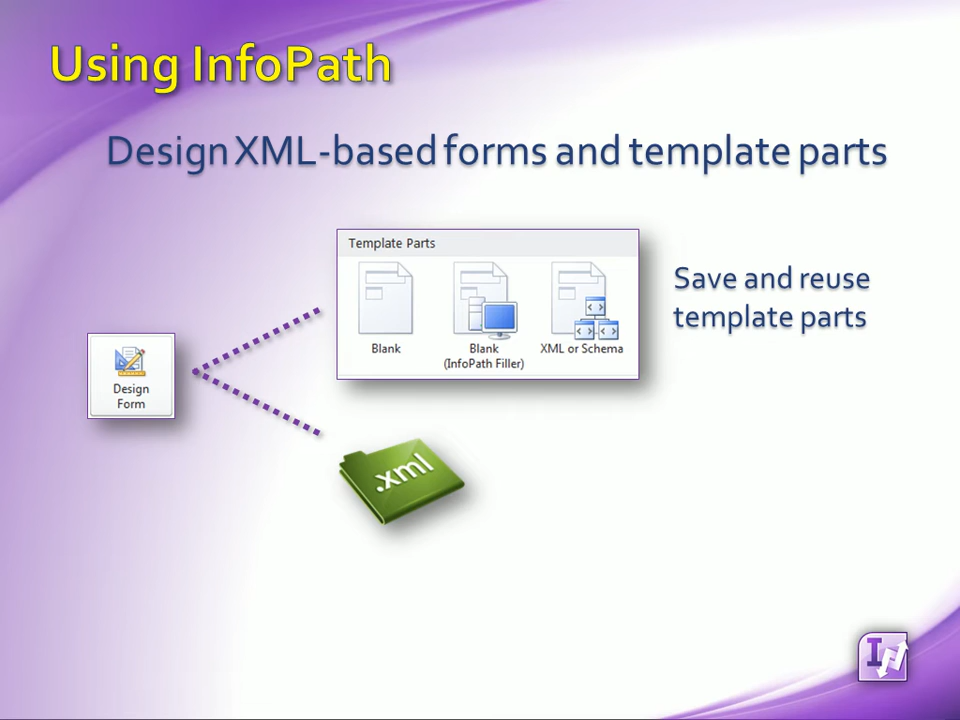 Using InfoPath
Design XML-based forms and template parts
Template Parts
Blank
Blank
(InfoPath Filler)
XML or Schema
Save and reuse
template parts
Design
Form
.xml
I